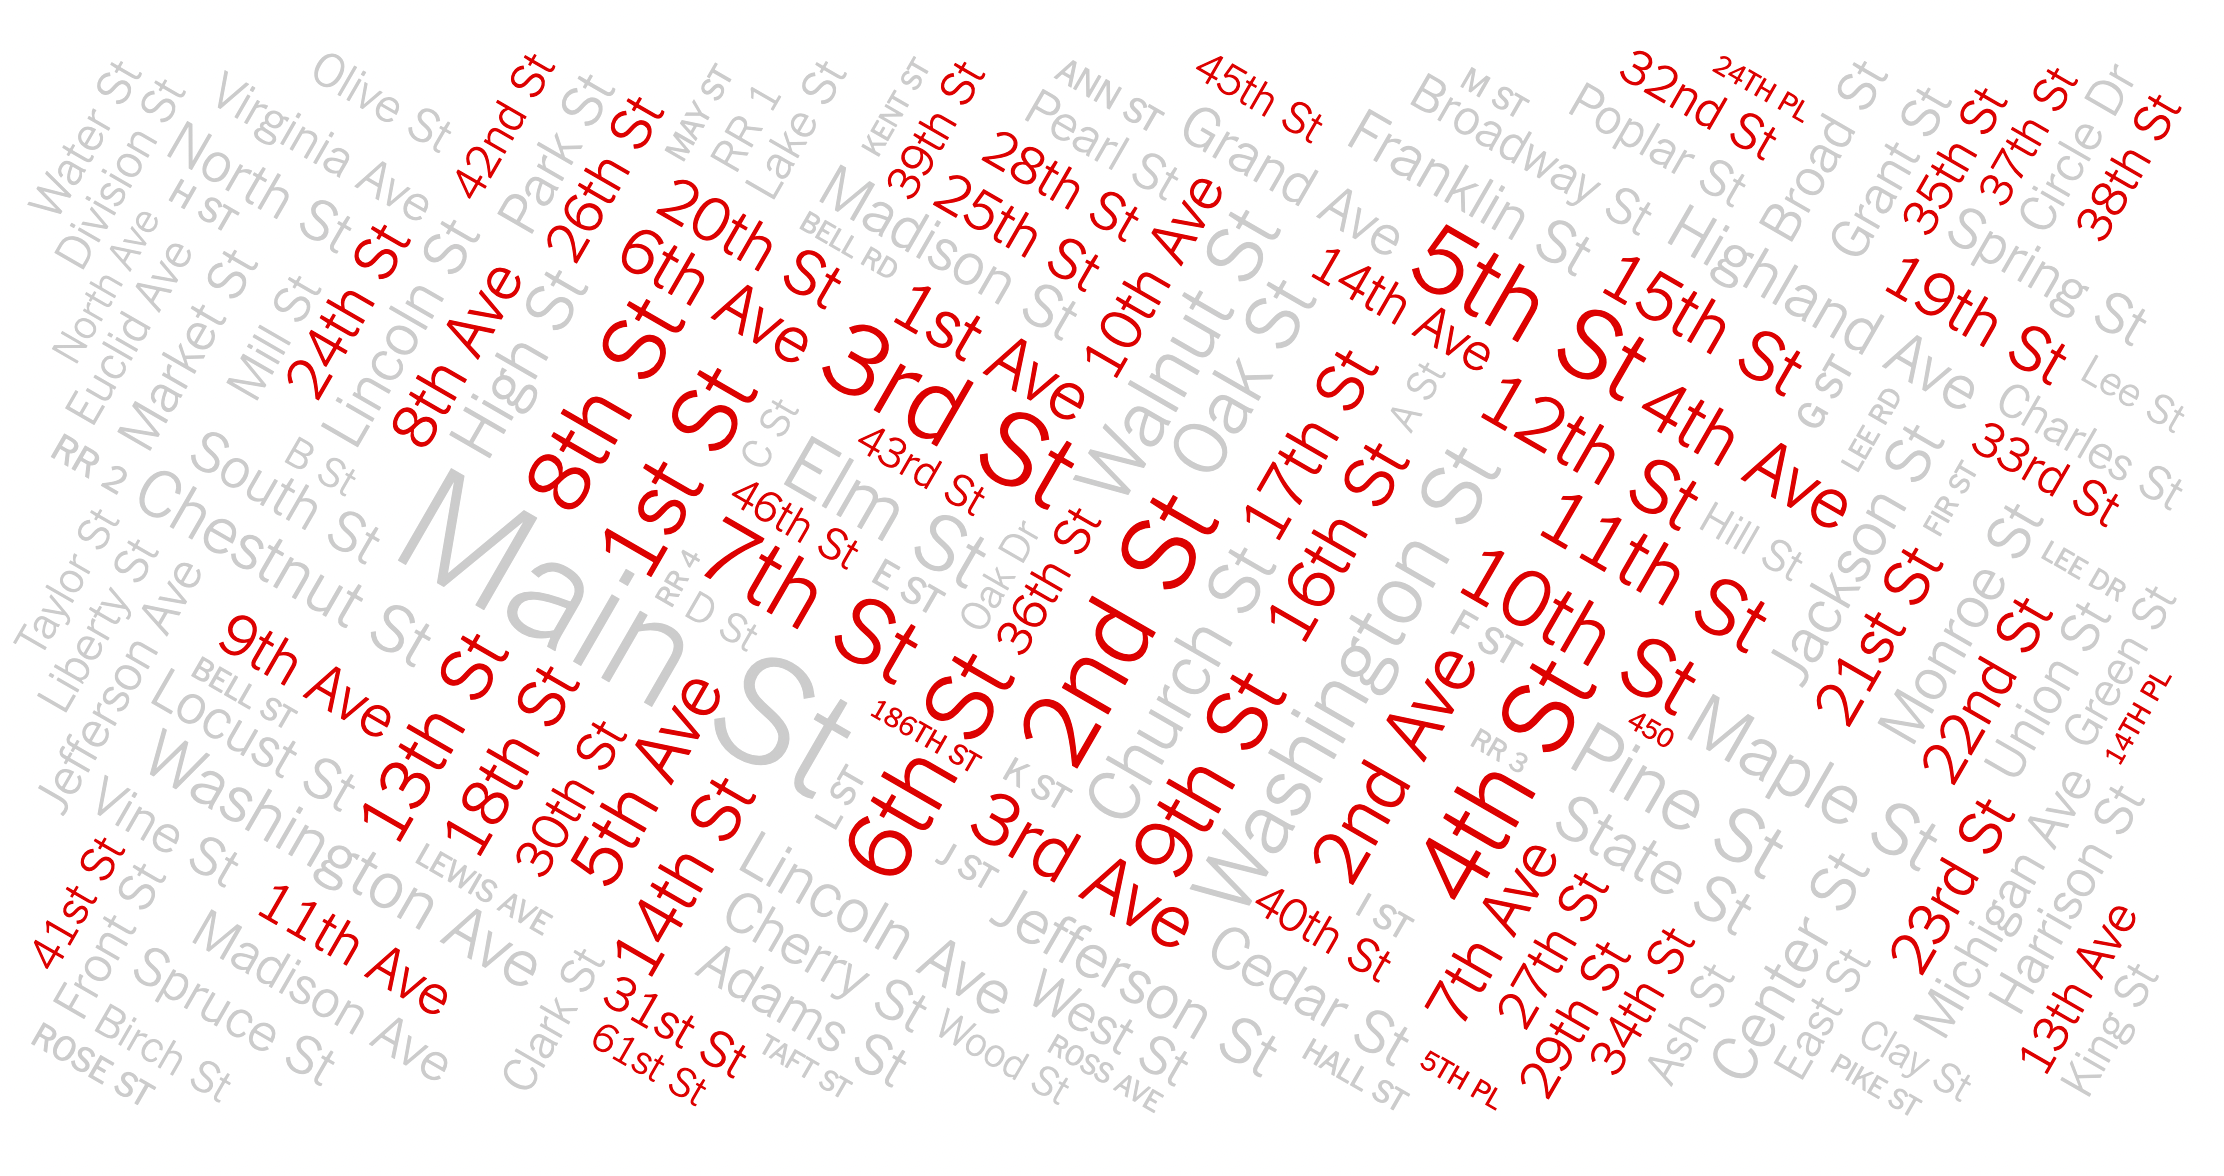 Water St
Division St
Virginia Ave
Olive St
North St
H ST
North Ave
Euclid Ave
Market St
Mill St
24th St
Lincoln St
42nd St
Park St
26th St
MAY ST
RR 1
Lake St
KENT ST
39th St
ANN ST
Pearl St
45th St
Grand Ave
Franklin St
M ST
Broadway St
Poplar St
32nd St
24TH PL
Broad St
Grant St
35th St
37th St
Circle Dr
38th St
Spring St
Highland Ave
19th St
28th St
25th St
10th Ave
Madison St
BELL RD
20th St
6th Ave
8th Ave
High St
8th St
1st St
1st Ave
3rd St
43rd St
C St
Elm St
46th St
Walnut St
Oak St
14th Ave
5th St
15th St
4th Ave
12th St
17th St
A St
16th St
G ST
LEE RD
Lee St
Charles St
33rd St
FIR ST
Jackson St
Hill St
11th St
10th St
RR 2
South St
B St
Chestnut St
Main St
RR 4
D St
7th St
E ST
Oak Dr
36th St
2nd St
Church St
Washington St
F ST
21st St
Monroe St
LEE DR
22nd St
Union St
Green St
14TH PL
Taylor St
Liberty St
Jefferson Ave
9th Ave
BELL ST
Locust St
13th St
18th St
30th St
5th Ave
14th St
L ST
186TH ST
6th St
K ST
3rd Ave
9th St
2nd Ave
4th St
RR 3
450
Pine St
Maple St
State St
23rd St
Vine St
Washington Ave
LEWIS AVE
41st St
Front St
11th Ave
Madison Ave
Spruce St
Birch St
ROSE ST
Clark St
31st St
61st St
Lincoln Ave
Cherry St
Adams St
TAFT ST
J ST
Jefferson St
West St
Wood St
ROSS AVE
Cedar St
40th St
I ST
HALL ST
7th Ave
27th St
29th St
34th St
5TH PL
Ash St
Center St
East St
Clay St
PIKE ST
Michigan Ave
Harrison St
13th Ave
King St